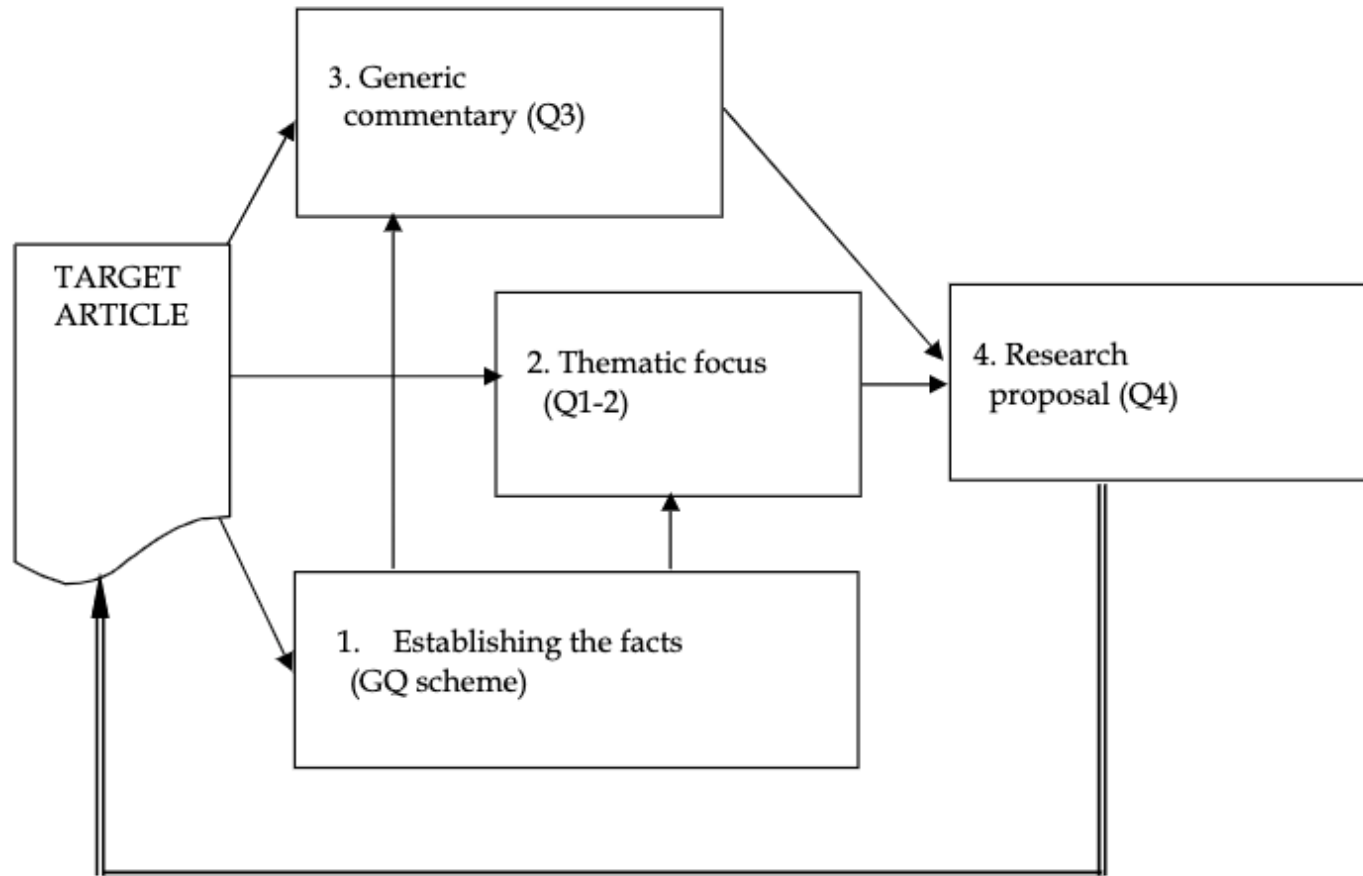 3. Generic
commentary (Q3)
TARGET
ARTICLE
2. Thematic focus
(Q1-2)
4. Research
proposal (Q4)
1. Establishing the facts
(GQ scheme)